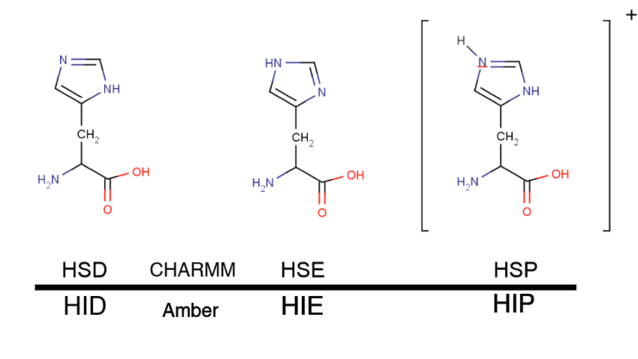 N NH CH2 H2N OH O
HN N CH2 H2N OH O
H N NH CH2 H2N OH O +
HSD CHARMM HSE HSP
HID Amber HIE HIP